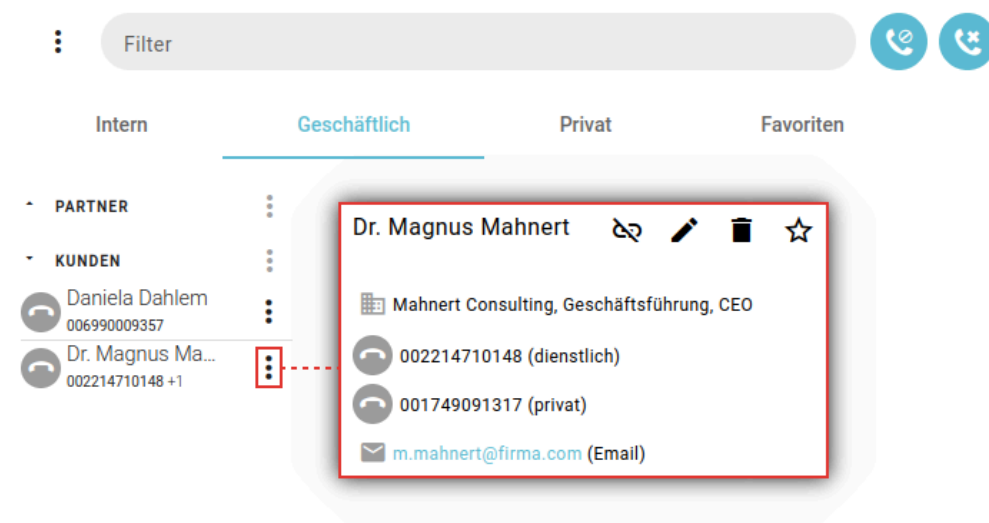 Filter
Intern Geschäftlich Privat Favoriten
PARTNER
KUNDEN
Daniela Dahlem
006990009357
Dr. Magnus Ma...
002214710148 +1
Dr. Magnus Mahnert
Mahnert Consulting, Geschäftsführung, CEO
002214710148 (dienstlich)
001749091317 (privat)
m.mahnert@firma.com (Email)